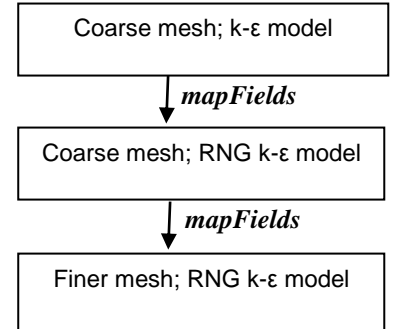 Coarse mesh; k-ε model
mapFields
Coarse mesh; RNG k-ε model
mapFields
Finer mesh; RNG k-ε model